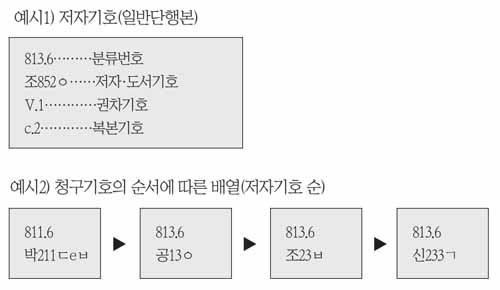 예시1) 저자기호(일반단행본)
813.6………분류번호
조852ㅇ……저자·도서기호
V.1…………권차기호
c.2…………복본기호
예시2) 청구기호의 순서에 따른 배열(저자기호 순)
811.6 ▶ 813.6 ▶ 813.6 ▶ 813.6
박211ㄷeㅂ 공13ㅇ 조23ㅂ 신233ㄱ